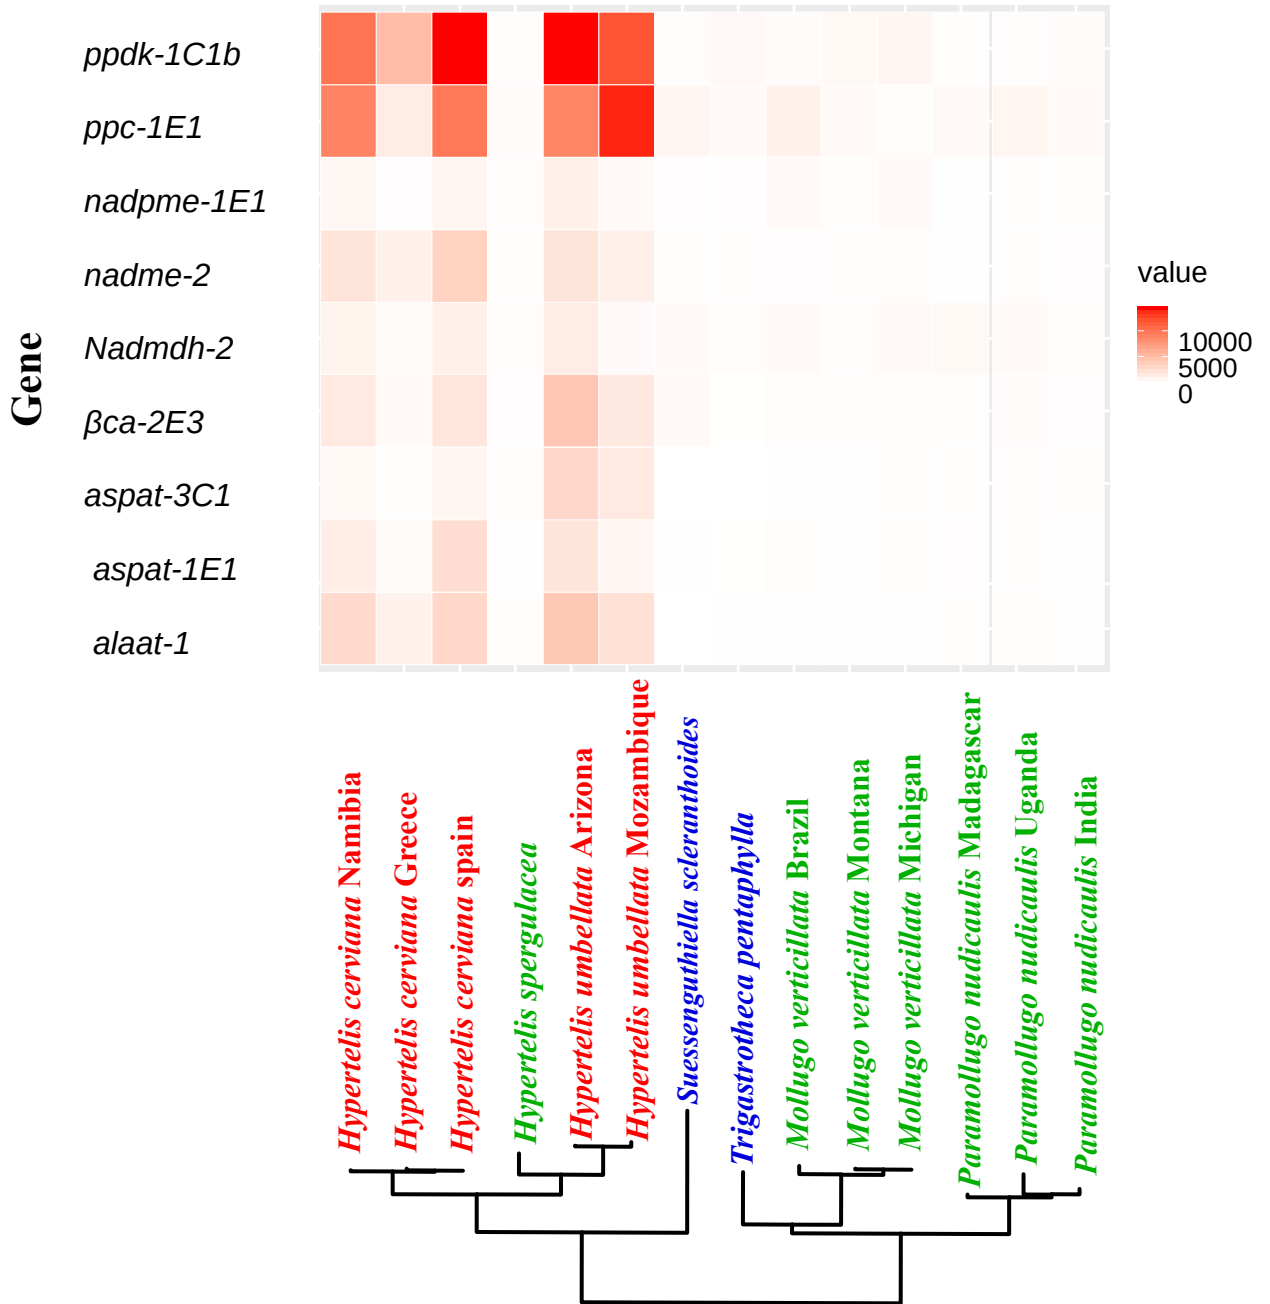 Gene
ppdk-1C1b
ppc-1E1
nadpme-1E1
nadme-2
Nadmdh-2
βca-2E3
aspat-3C1
aspat-1E1
alaat-1
value
10000
5000
0
Hypertelis cerviana Namibia
Hypertelis cerviana Greece
Hypertelis cerviana spain
Hypertelis spergulacea
Hypertelis umbellata Arizona
Hypertelis umbellata Mozambique
Suessenguthiella scleranthoides
Trigastrotheca pentaphylla
Mollugo verticillata Brazil
Mollugo verticillata Montana
Mollugo verticillata Michigan
Paramollugo nudicaulis Madagascar
Paramollugo nudicaulis Uganda
Paramollugo nudicaulis India